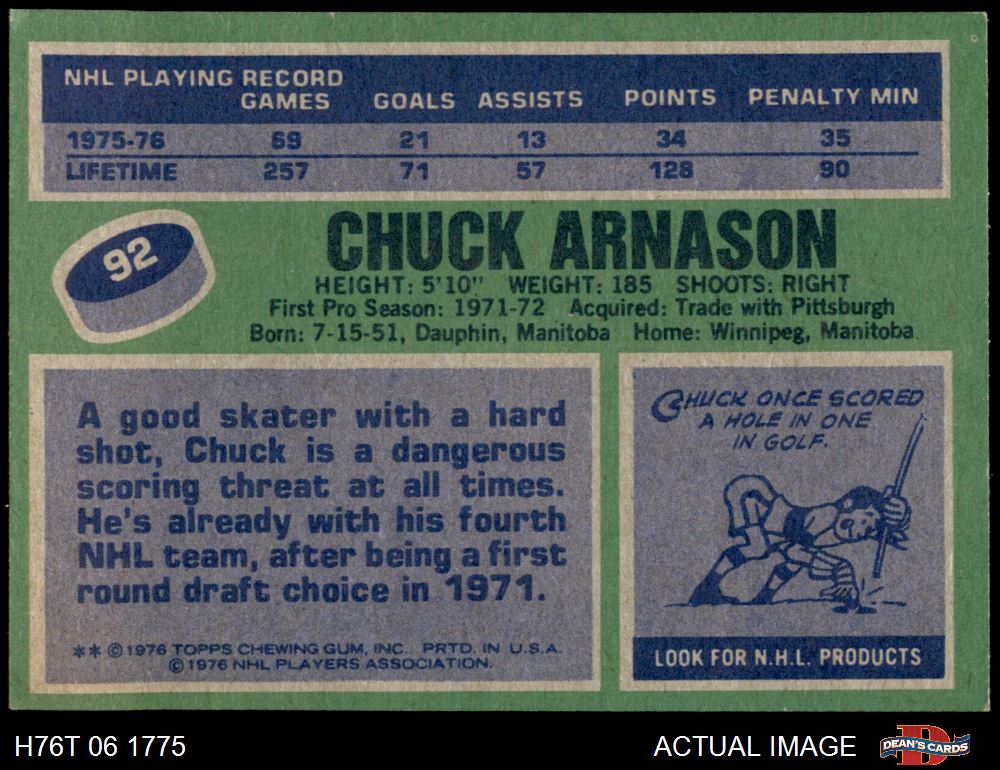 NHL PLAYING RECORD
GAMES GOALS ASSISTS POINTS PENALTY MIN
1975-76 69 21 13 34 35
LIFETIME 257 71 57 128 90
92
CHUCK ARNASON
HEIGHT: 5'10" WEIGHT: 185 SHOOTS: RIGHT
First Pro Season: 1971-72 Acquired: Trade with Pittsburgh
Born: 7-15-51, Dauphin, Manitoba Home: Winnipeg, Manitoba
A good skater with a hard
shot, Chuck is a dangerous
scoring threat at all times.
He's already with his fourth
NHL team, after being a first
round draft choice in 1971.
** © 1976 TOPPS CHEWING GUM, INC. PRTD. IN U.S.A.
© 1976 NHL PLAYERS ASSOCIATION.
CHUCK ONCE SCORED
A HOLE IN ONE
IN GOLF.
LOOK FOR N.H.L. PRODUCTS
H76T 06 1775 ACTUAL IMAGE D DEAN'S CARDS